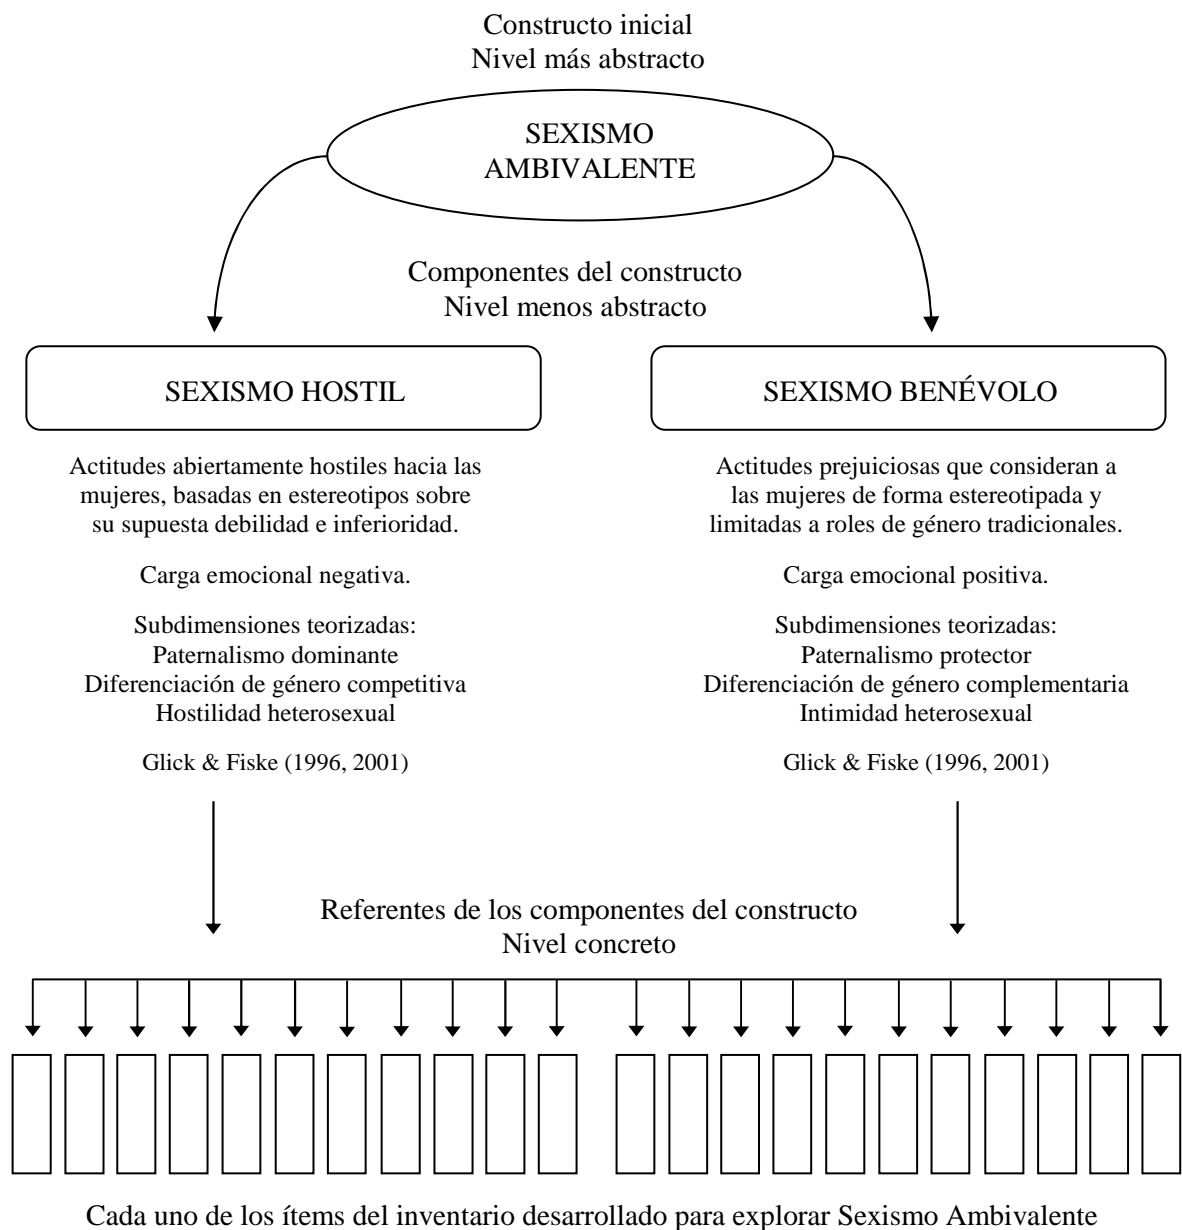 Constructo inicial
Nivel más abstracto
SEXISMO
AMBIVALENTE
Componentes del constructo
Nivel menos abstracto
SEXISMO HOSTIL
Actitudes abiertamente hostiles hacia las
mujeres, basadas en estereotipos sobre
su supuesta debilidad e inferioridad.
Carga emocional negativa.
Subdimensiones teorizadas:
Paternalismo dominante
Diferenciación de género competitiva
Hostilidad heterosexual
Glick & Fiske (1996, 2001)
SEXISMO BENÉVOLO
Actitudes prejuiciosas que consideran a
las mujeres de forma estereotipada y
limitadas a roles de género tradicionales.
Carga emocional positiva.
Subdimensiones teorizadas:
Paternalismo protector
Diferenciación de género complementaria
Intimidad heterosexual
Glick & Fiske (1996, 2001)
Referentes de los componentes del constructo
Nivel concreto
Cada uno de los ítems del inventario desarrollado para explorar Sexismo Ambivalente